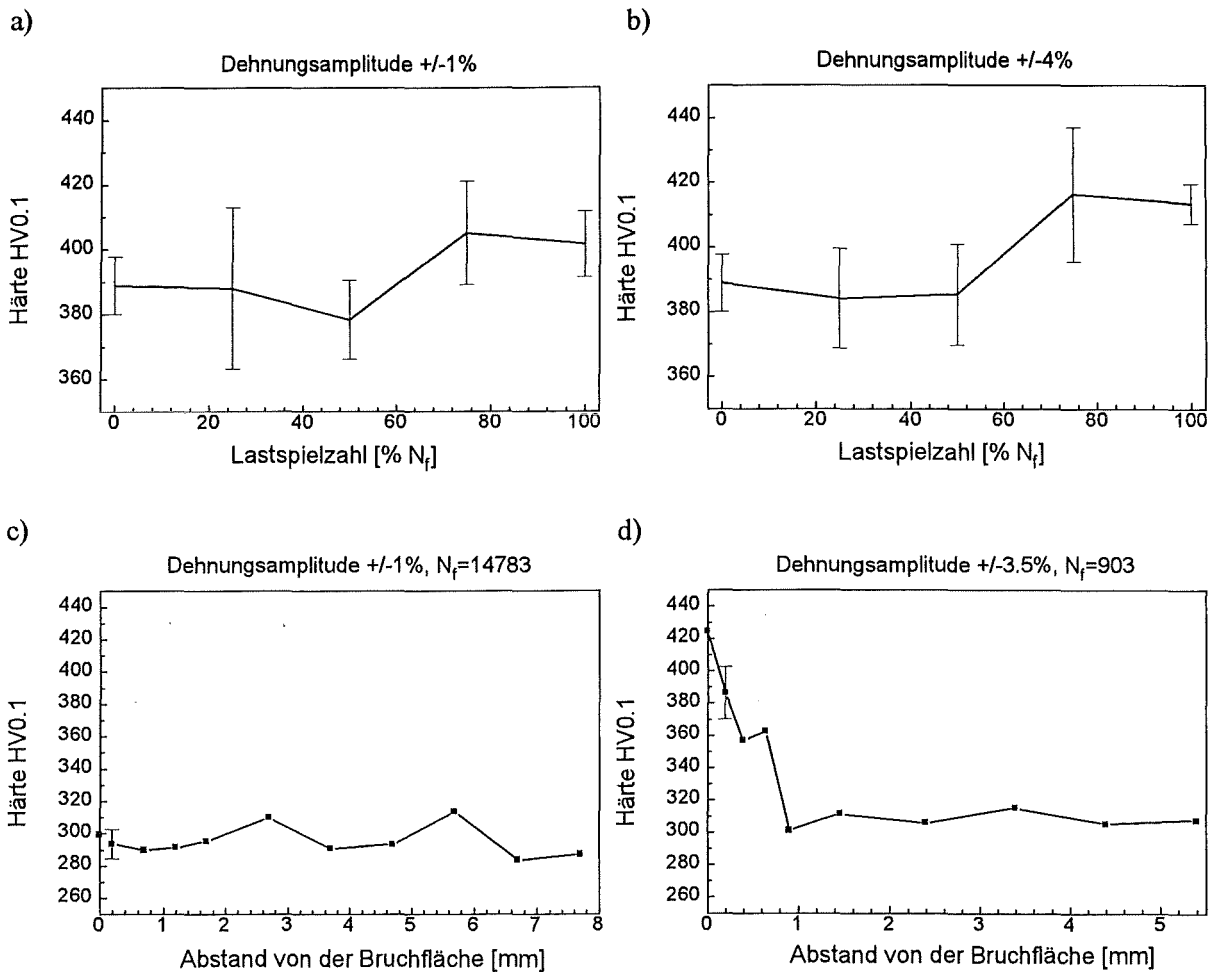 a)
Dehnungsamplitude +/-1%
Härte HV0.1
440
420
400
380
360
0 20 40 60 80 100
Lastspielzahl [% Nf]
b)
Dehnungsamplitude +/-4%
Härte HV0.1
440
420
400
380
360
0 20 40 60 80 100
Lastspielzahl [% Nf]
c)
Dehnungsamplitude +/-1%, Nf=14783
Härte HV0.1
440
420
400
380
360
340
320
300
280
260
0 1 2 3 4 5 6 7 8
Abstand von der Bruchfläche [mm]
d)
Dehnungsamplitude +/-3.5%, Nf=903
Härte HV0.1
440
420
400
380
360
340
320
300
280
260
0 1 2 3 4 5
Abstand von der Bruchfläche [mm]